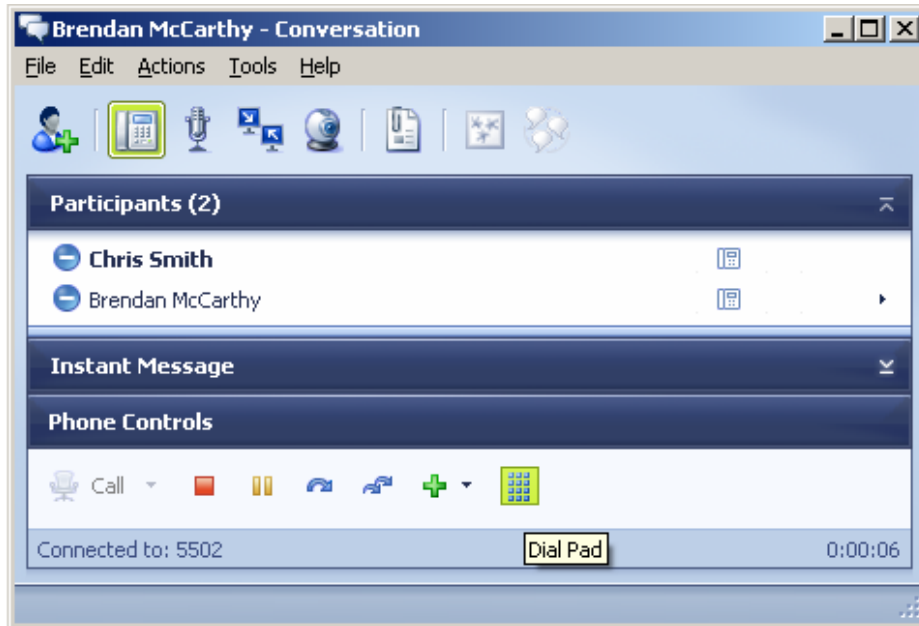 Brendan McCarthy - Conversation
File Edit Actions Tools Help
Participants (2)
Chris Smith
Brendan McCarthy
Instant Message
Phone Controls
Call
Connected to: 5502 Dial Pad 0:00:06